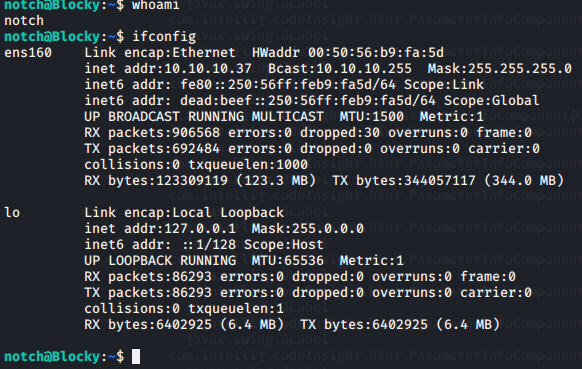 notch@Blocky:~$ whoami
notch
notch@Blocky:~$ ifconfig
ens160    Link encap:Ethernet  HWaddr 00:50:56:b9:fa:5d
          inet addr:10.10.10.37  Bcast:10.10.10.255  Mask:255.255.255.0
          inet6 addr: fe80::250:56ff:feb9:fa5d/64 Scope:Link
          inet6 addr: dead:beef::250:56ff:feb9:fa5d/64 Scope:Global
          UP BROADCAST RUNNING MULTICAST  MTU:1500  Metric:1
          RX packets:906568 errors:0 dropped:30 overruns:0 frame:0
          TX packets:692484 errors:0 dropped:0 overruns:0 carrier:0
          collisions:0 txqueuelen:1000
          RX bytes:123309119 (123.3 MB)  TX bytes:344057117 (344.0 MB)
lo        Link encap:Local Loopback
          inet addr:127.0.0.1  Mask:255.0.0.0
          inet6 addr: ::1/128 Scope:Host
          UP LOOPBACK RUNNING  MTU:65536  Metric:1
          RX packets:86293 errors:0 dropped:0 overruns:0 frame:0
          TX packets:86293 errors:0 dropped:0 overruns:0 carrier:0
          collisions:0 txqueuelen:1
          RX bytes:6402925 (6.4 MB)  TX bytes:6402925 (6.4 MB)
notch@Blocky:~$